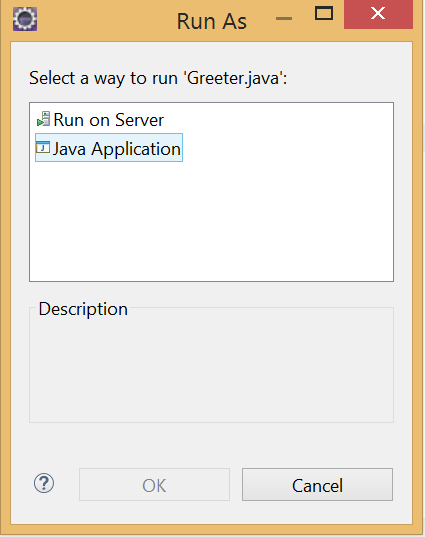 Run As
Select a way to run 'Greeter.java':
Run on Server
Java Application
Description
OK
Cancel